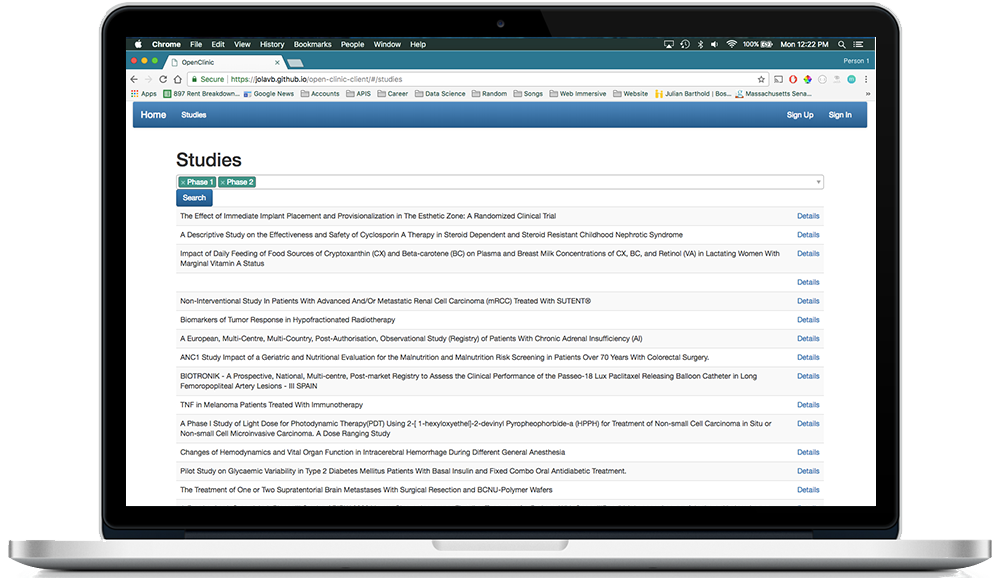 Chrome File Edit View History Bookmarks People Window Help 100% Mon 12:22 PM
OpenClinic Person 1
Secure https://jolavb.github.io/open-clinic-client/#/studies
Apps 897 Rent Breakdown... Google News Accounts APIS Career Data Science Random Songs Web Immersive Website Julian Barthold | Bos... Massachusetts Sena... »
Home Studies Sign Up Sign In
Studies
× Phase 1 × Phase 2
Search
The Effect of Immediate Implant Placement and Provisionalization in The Esthetic Zone: A Randomized Clinical Trial Details
A Descriptive Study on the Effectiveness and Safety of Cyclosporin A Therapy in Steroid Dependent and Steroid Resistant Childhood Nephrotic Syndrome Details
Impact of Daily Feeding of Food Sources of Cryptoxanthin (CX) and Beta-carotene (BC) on Plasma and Breast Milk Concentrations of CX, BC, and Retinol (VA) in Lactating Women With Details
Marginal Vitamin A Status
Details
Non-Interventional Study In Patients With Advanced And/Or Metastatic Renal Cell Carcinoma (mRCC) Treated With SUTENT® Details
Biomarkers of Tumor Response in Hypofractionated Radiotherapy Details
A European, Multi-Centre, Multi-Country, Post-Authorisation, Observational Study (Registry) of Patients With Chronic Adrenal Insufficiency (AI) Details
ANC1 Study Impact of a Geriatric and Nutritional Evaluation for the Malnutrition and Malnutrition Risk Screening in Patients Over 70 Years With Colorectal Surgery. Details
BIOTRONIK - A Prospective, National, Multi-centre, Post-market Registry to Assess the Clinical Performance of the Passeo-18 Lux Paclitaxel Releasing Balloon Catheter in Long Details
Femoropopliteal Artery Lesions - III SPAIN
TNF in Melanoma Patients Treated With Immunotherapy Details
A Phase I Study of Light Dose for Photodynamic Therapy(PDT) Using 2-[ 1-hexyloxyethel]-2-devinyl Pyropheophorbide-a (HPPH) for Treatment of Non-small Cell Carcinoma in Situ or Details
Non-small Cell Microinvasive Carcinoma. A Dose Ranging Study
Changes of Hemodynamics and Vital Organ Function in Intracerebral Hemorrhage During Different General Anesthesia Details
Pilot Study on Glycaemic Variability in Type 2 Diabetes Mellitus Patients With Basal Insulin and Fixed Combo Oral Antidiabetic Treatment. Details
The Treatment of One or Two Supratentorial Brain Metastases With Surgical Resection and BCNU-Polymer Wafers Details